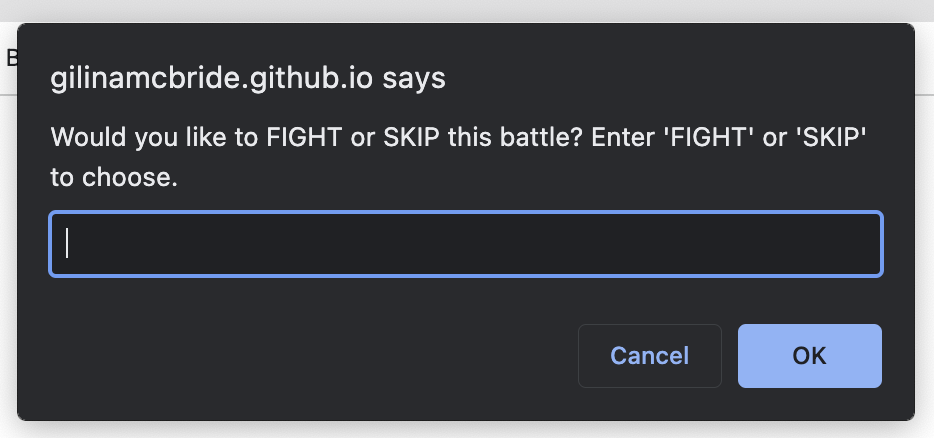 B
gilinamcbride.github.io says
Would you like to FIGHT or SKIP this battle? Enter 'FIGHT' or 'SKIP'
to choose.
Cancel
OK